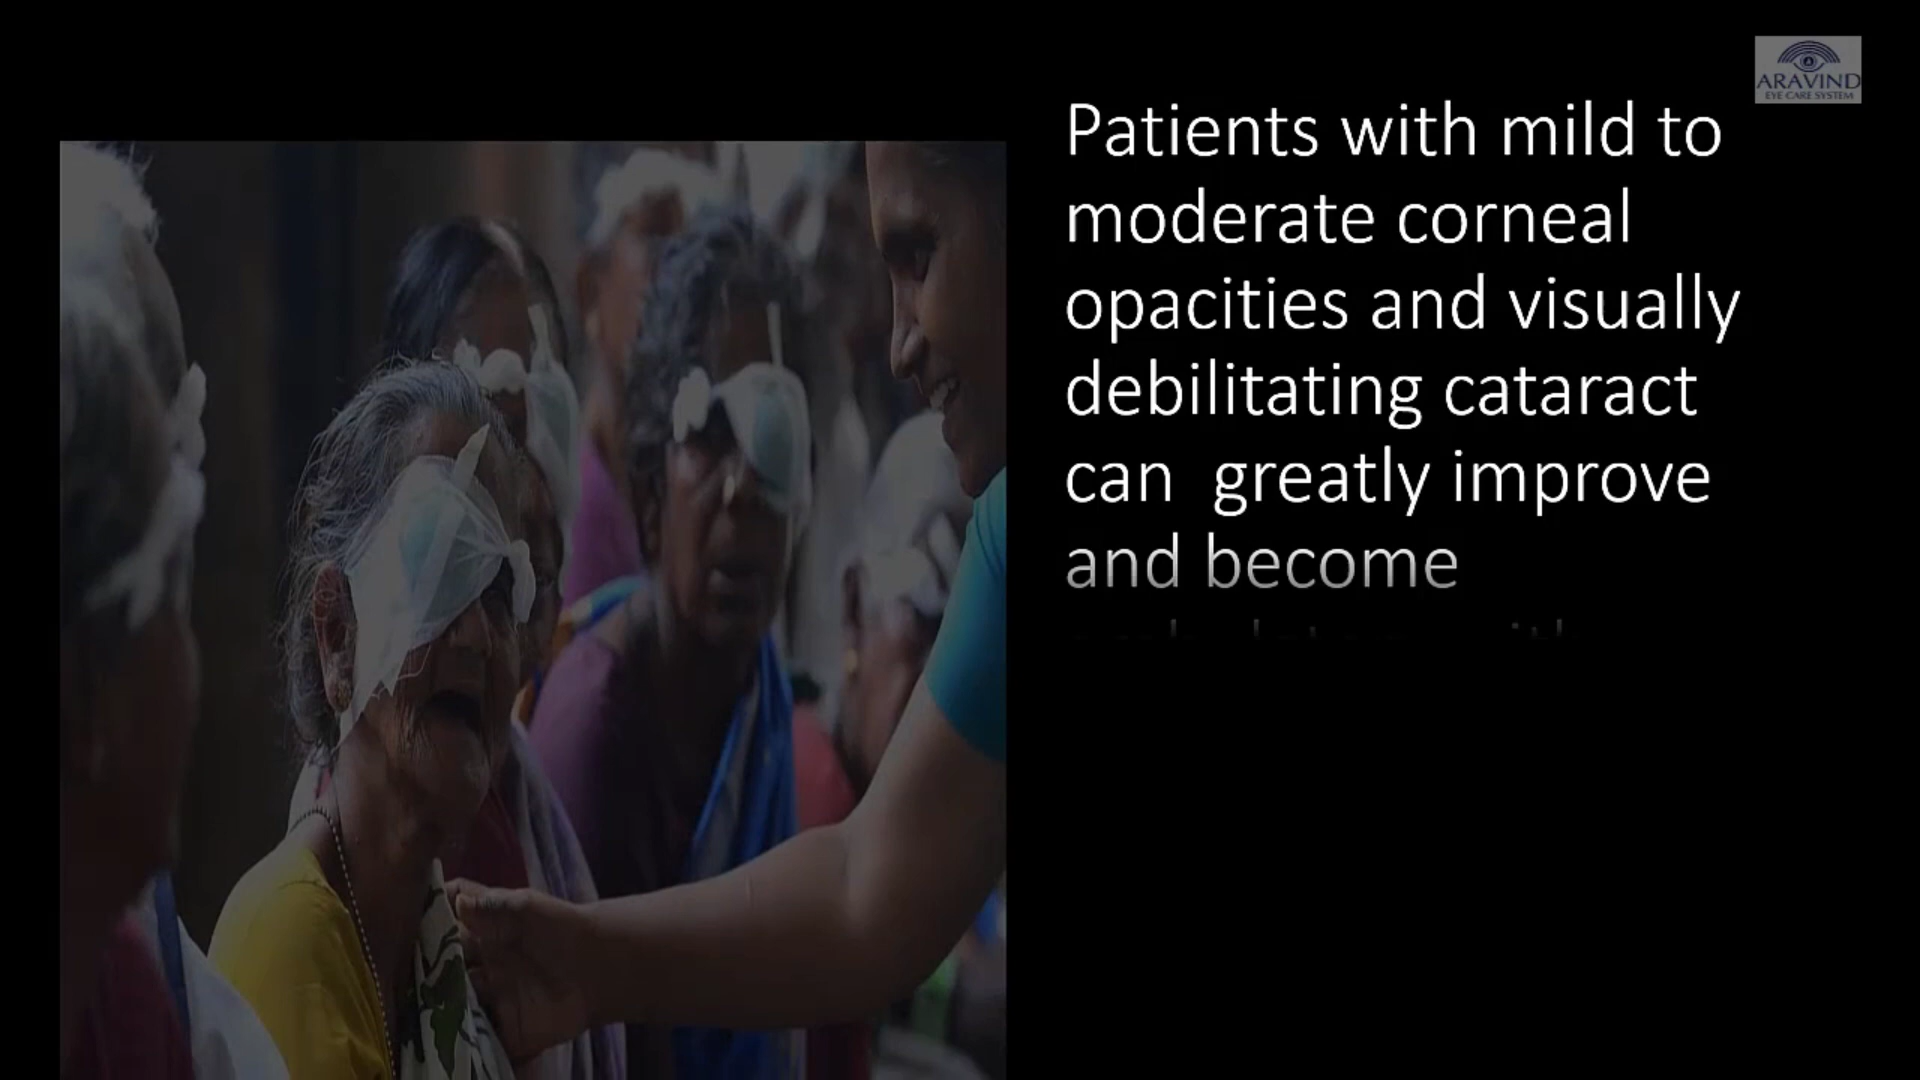 ARAVIND
EYE CARE SYSTEM
Patients with mild to
moderate corneal
opacities and visually
debilitating cataract
can  greatly improve
and become